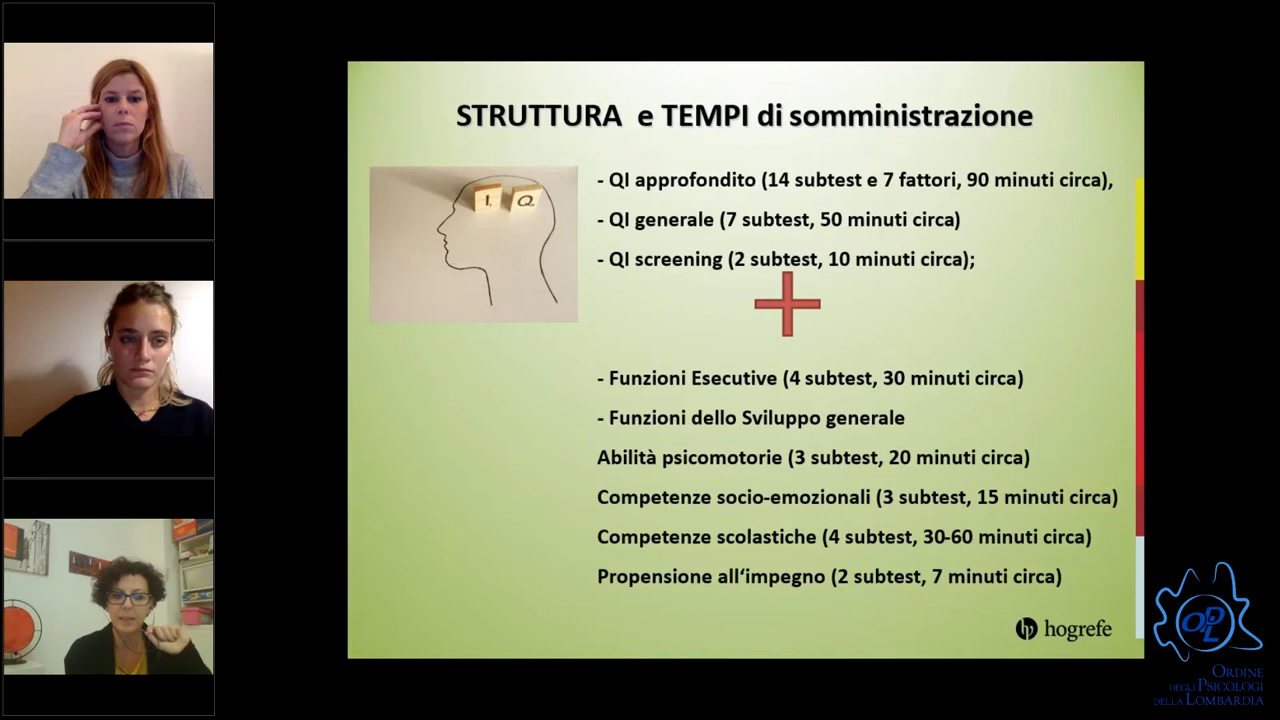 STRUTTURA e TEMPI di somministrazione
I Q
- QI approfondito (14 subtest e 7 fattori, 90 minuti circa),
- QI generale (7 subtest, 50 minuti circa)
- QI screening (2 subtest, 10 minuti circa);
- Funzioni Esecutive (4 subtest, 30 minuti circa)
- Funzioni dello Sviluppo generale
Abilità psicomotorie (3 subtest, 20 minuti circa)
Competenze socio-emozionali (3 subtest, 15 minuti circa)
Competenze scolastiche (4 subtest, 30-60 minuti circa)
Propensione all‘impegno (2 subtest, 7 minuti circa)
hogrefe
OPL
ORDINE
DEGLI PSICOLOGI
DELLA LOMBARDIA